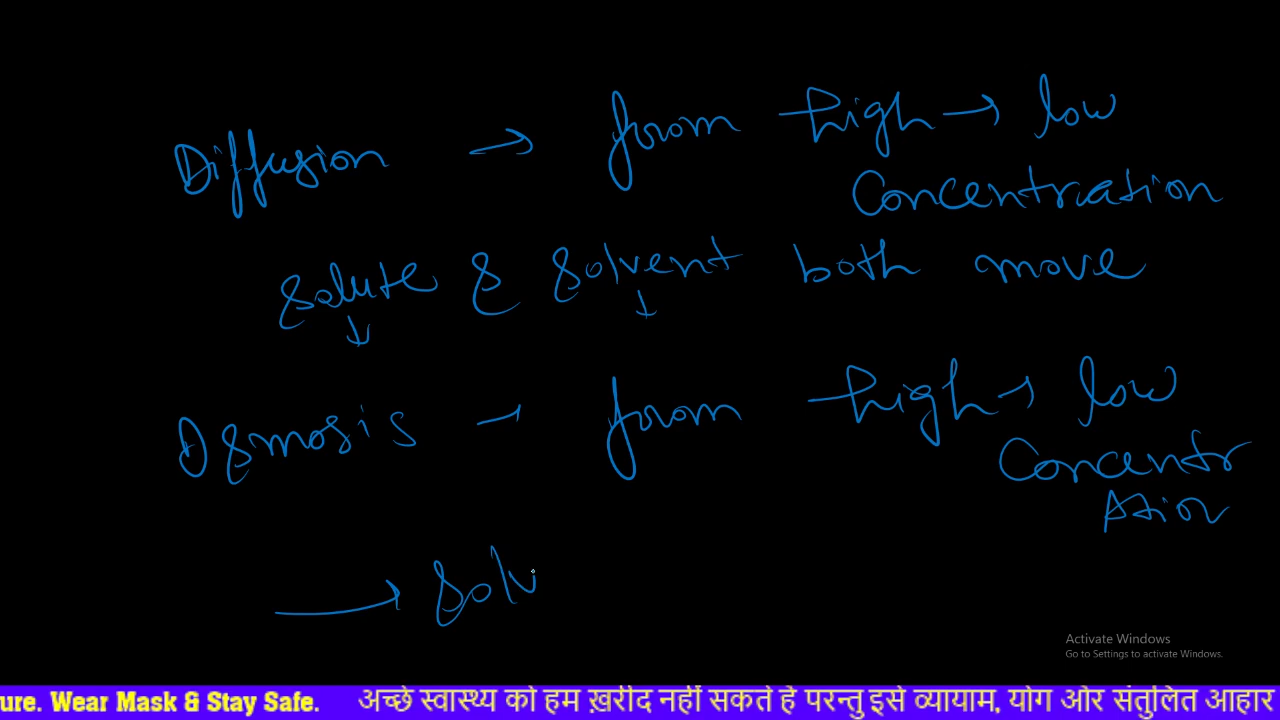 Diffusion → from high → low
Concentration
solute & solvent both move
Osmosis → from high → low
Concentr
ation
→ solv
Activate Windows
Go to Settings to activate Windows.
ure. Wear Mask & Stay Safe. अच्छे स्वास्थ्य को हम ख़रीद नहीं सकते हैं परन्तु इसे व्यायाम, योग ओर संतुलित आहार